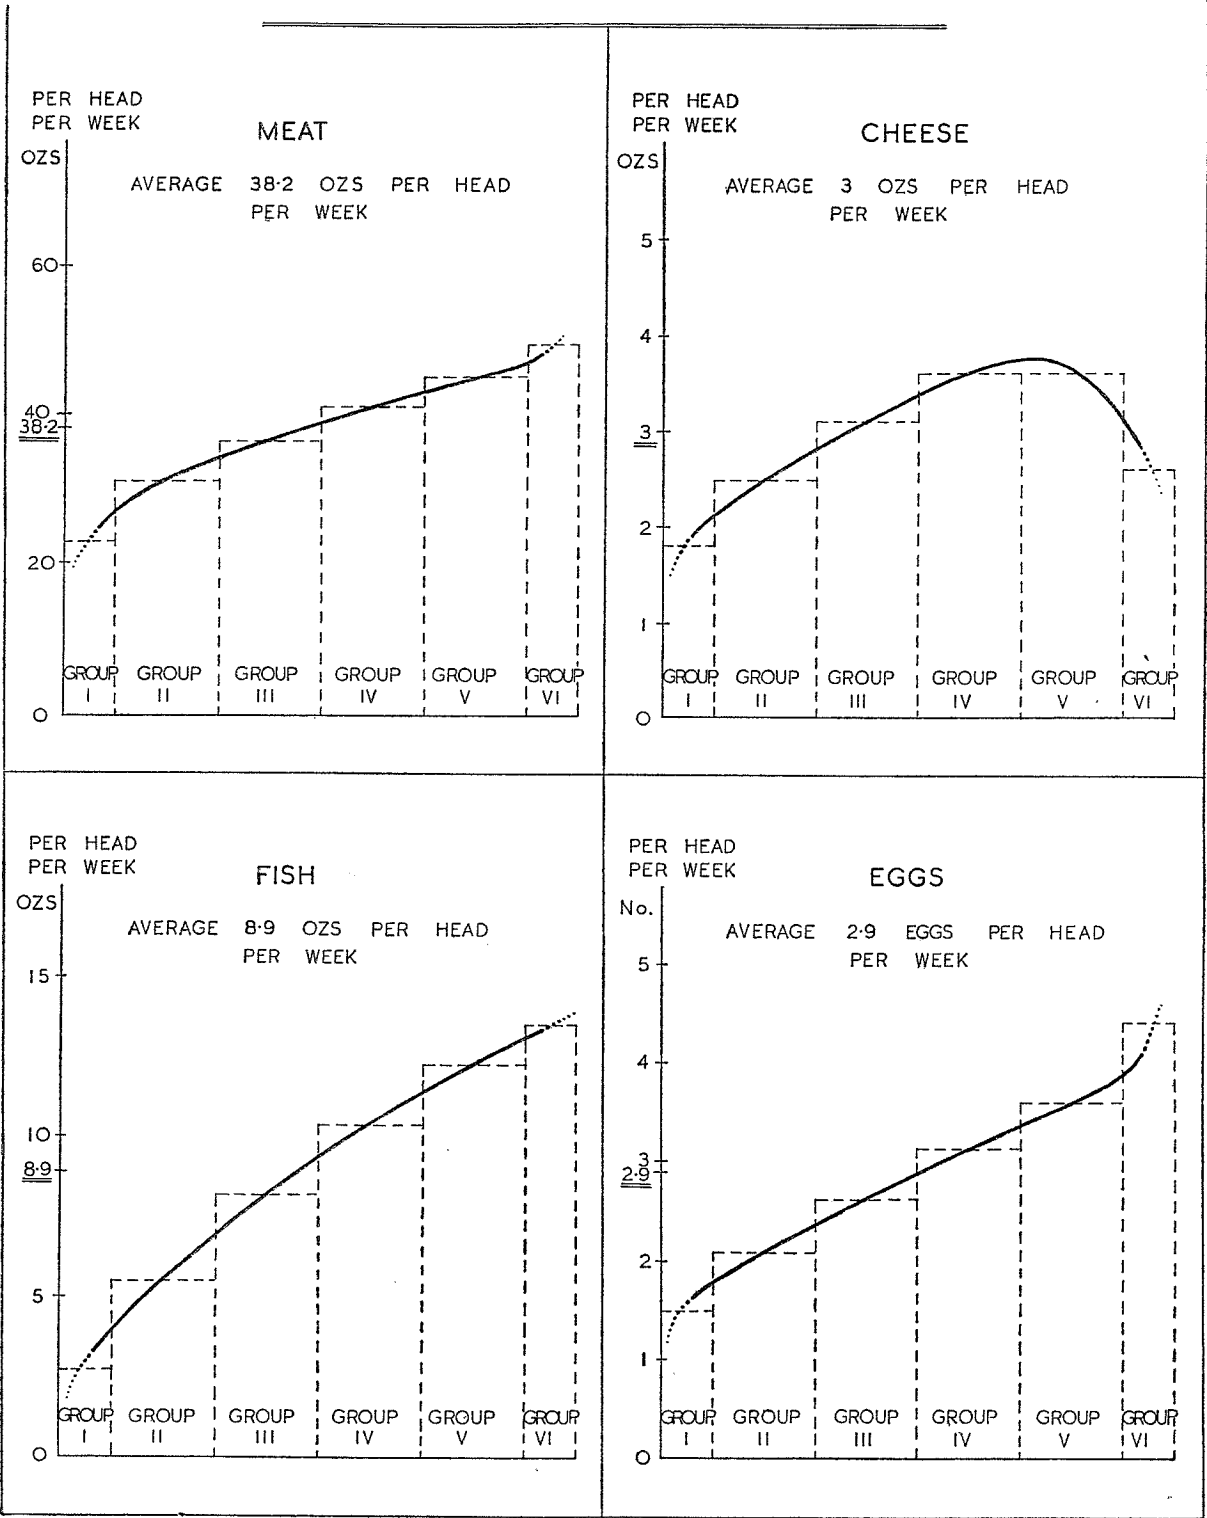 PER HEAD
PER WEEK
OZS
MEAT
AVERAGE 38·2 OZS PER HEAD
PER WEEK
60
40
38·2
20
0
GROUP I
GROUP II
GROUP III
GROUP IV
GROUP V
GROUP VI
PER HEAD
PER WEEK
OZS
CHEESE
AVERAGE 3 OZS PER HEAD
PER WEEK
5
4
3
2
1
0
GROUP I
GROUP II
GROUP III
GROUP IV
GROUP V
GROUP VI
PER HEAD
PER WEEK
OZS
FISH
AVERAGE 8·9 OZS PER HEAD
PER WEEK
15
10
8·9
5
0
GROUP I
GROUP II
GROUP III
GROUP IV
GROUP V
GROUP VI
PER HEAD
PER WEEK
No.
EGGS
AVERAGE 2·9 EGGS PER HEAD
PER WEEK
5
4
3
2·9
2
1
0
GROUP I
GROUP II
GROUP III
GROUP IV
GROUP V
GROUP VI